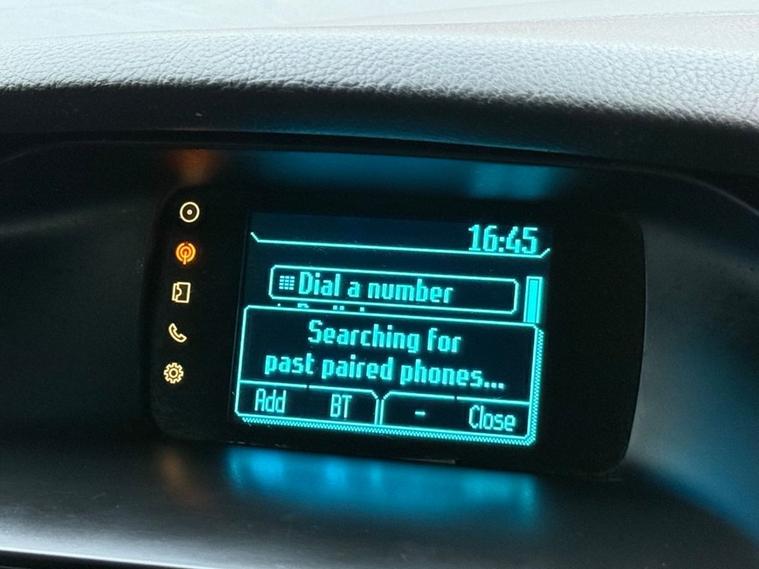 16:45
Dial a number
Searching for
past paired phones...
Add BT - Close